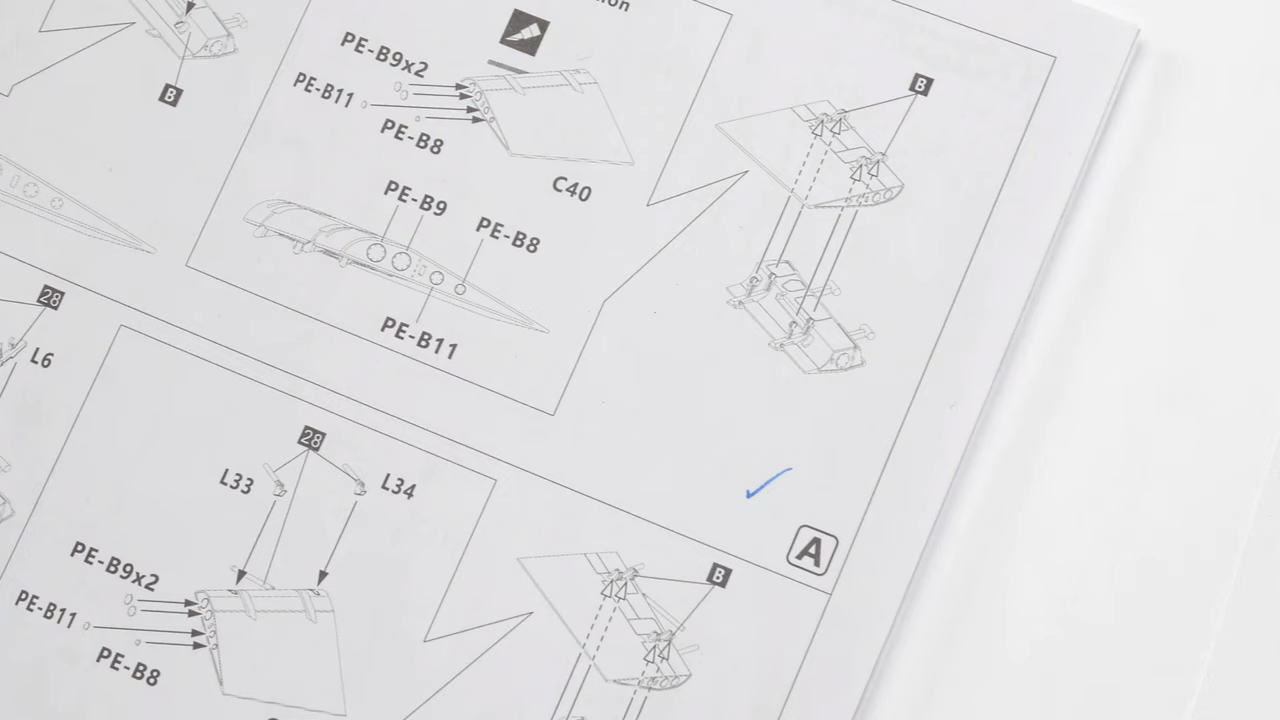 B
PE-B9x2
PE-B11
PE-B8
C40
PE-B9
PE-B8
PE-B11
B
28
L6
A
28
L33
L34
PE-B9x2
PE-B11
PE-B8
B